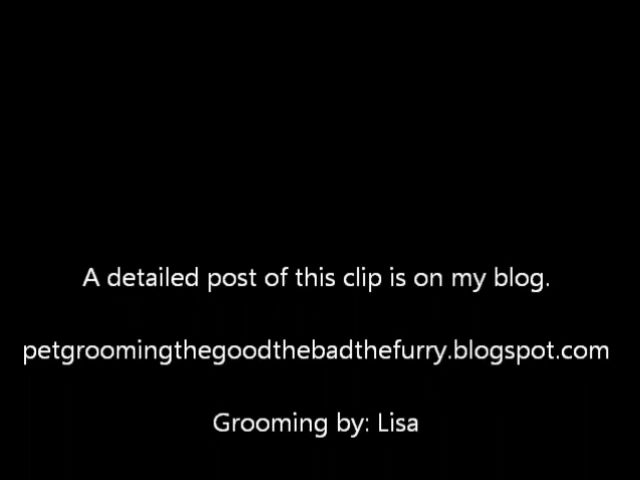 A detailed post of this clip is on my blog.
petgroomingthegoodthebadthefurry.blogspot.com
Grooming by: Lisa